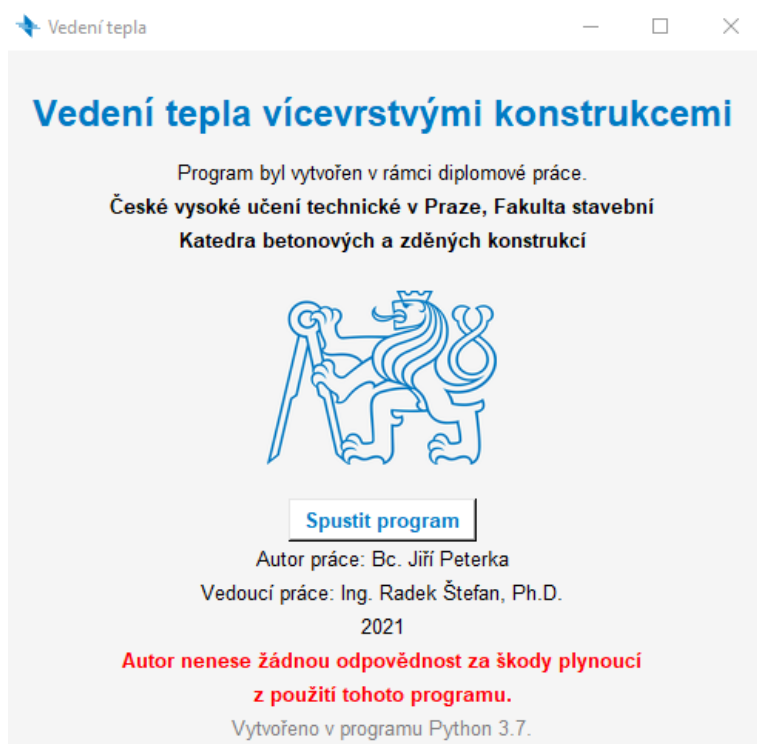 Vedení tepla
Vedení tepla vícevrstvými konstrukcemi
Program byl vytvořen v rámci diplomové práce.
České vysoké učení technické v Praze, Fakulta stavební
Katedra betonových a zděných konstrukcí
Spustit program
Autor práce: Bc. Jiří Peterka
Vedoucí práce: Ing. Radek Štefan, Ph.D.
2021
Autor nenese žádnou odpovědnost za škody plynoucí
z použití tohoto programu.
Vytvořeno v programu Python 3.7.